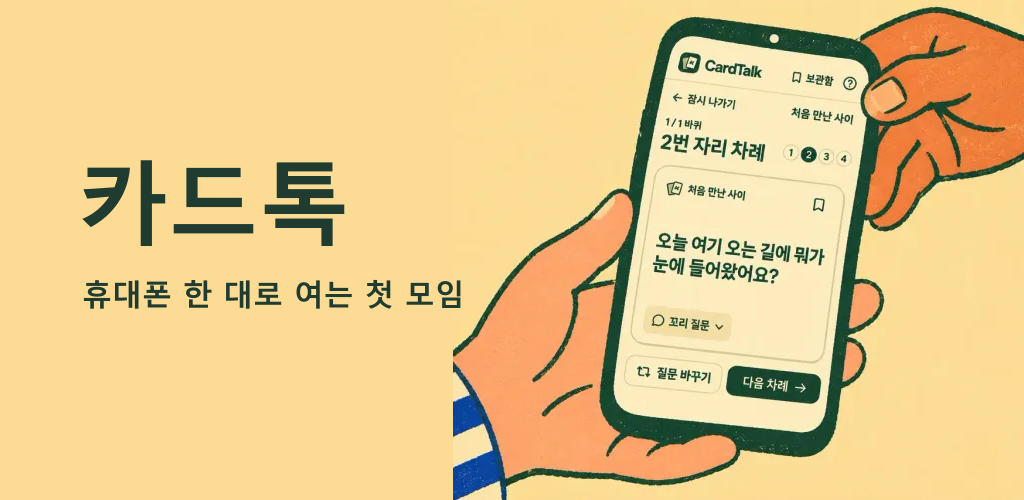 카드톡
휴대폰 한 대로 여는 첫 모임
CardTalk
보관함
?
← 잠시 나가기
처음 만난 사이
1 / 1 바퀴
2번 자리 차례
1 2 3 4
처음 만난 사이
오늘 여기 오는 길에 뭐가
눈에 들어왔어요?
꼬리 질문
질문 바꾸기
다음 차례 →